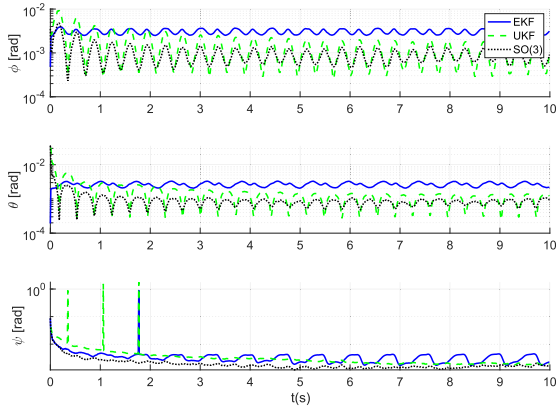 10⁻²
10⁻³
10⁻⁴
ϕ [rad]
EKF
UKF
SO(3)
0 1 2 3 4 5 6 7 8 9 10
10⁻²
10⁻⁴
θ [rad]
0 1 2 3 4 5 6 7 8 9 10
10⁰
ψ [rad]
0 1 2 3 4 5 6 7 8 9 10
t(s)